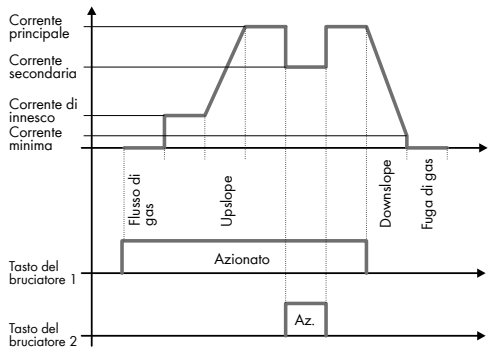 Corrente
principale
Corrente
secondaria
Corrente di
innesco
Corrente
minima
Flusso di
gas
Upslope
Downslope
Fuga di gas
Tasto del
bruciatore 1
Azionato
Tasto del
bruciatore 2
Az.